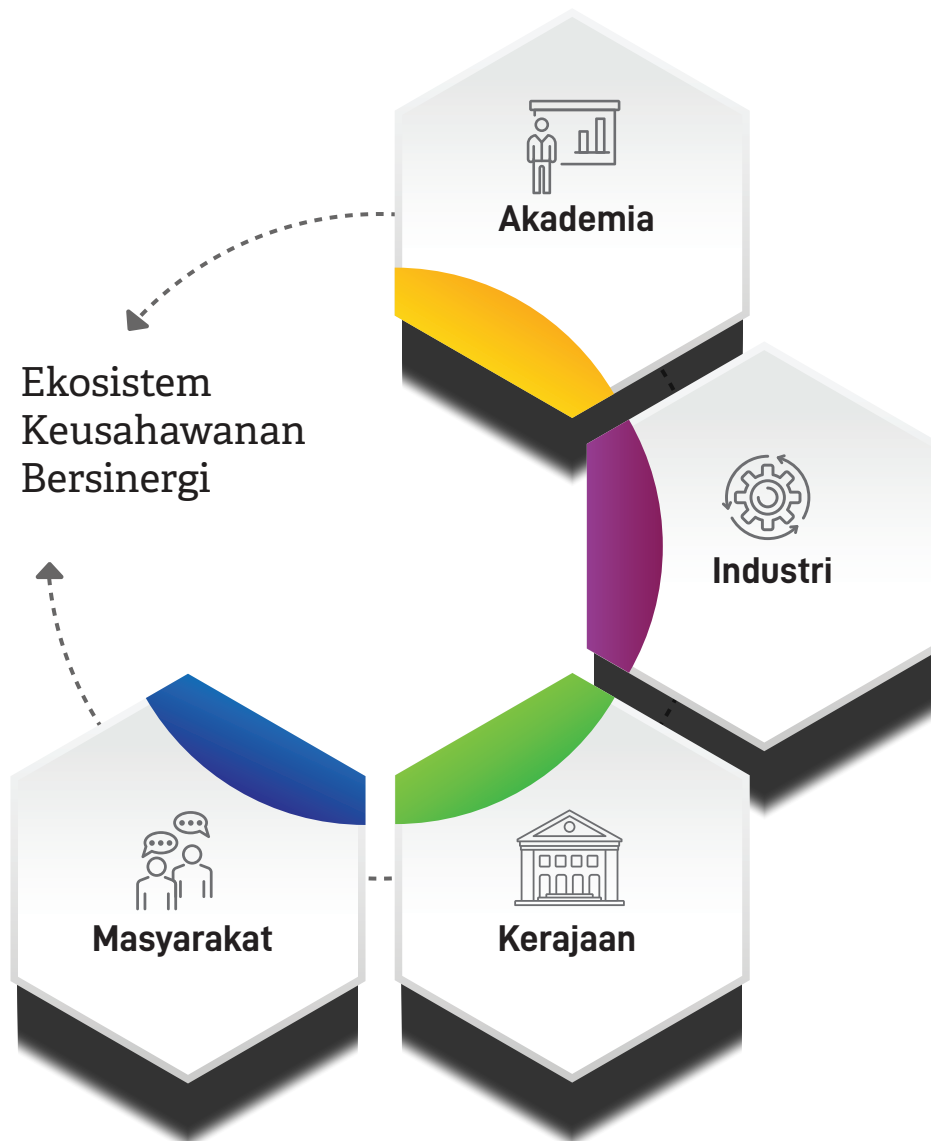 Akademia
Ekosistem
Keusahawanan
Bersinergi
Industri
Masyarakat
Kerajaan